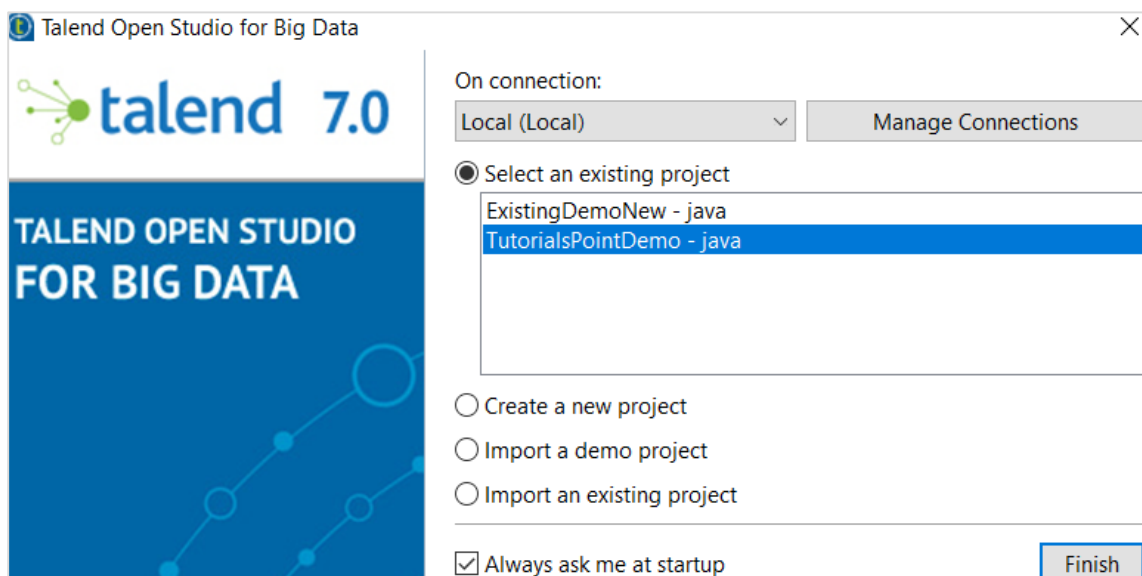 Talend Open Studio for Big Data
talend 7.0
TALEND OPEN STUDIO
FOR BIG DATA
On connection:
Local (Local)
Manage Connections
Select an existing project
ExistingDemoNew - java
TutorialsPointDemo - java
Create a new project
Import a demo project
Import an existing project
Always ask me at startup
Finish